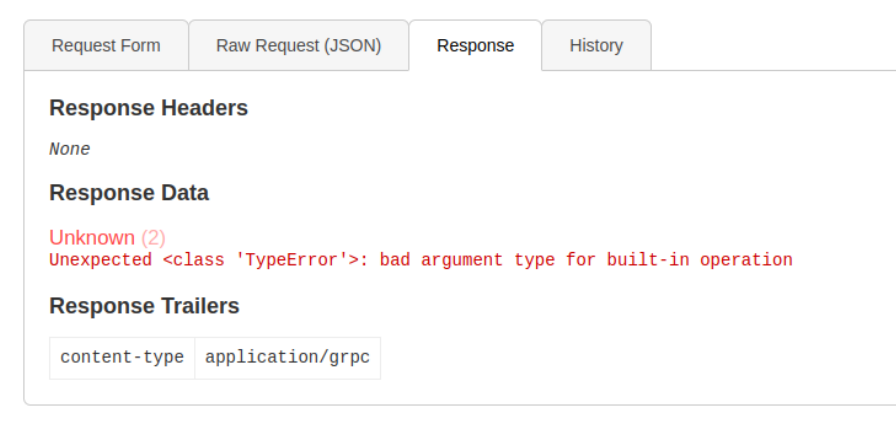 Request Form
Raw Request (JSON)
Response
History
Response Headers
None
Response Data
Unknown (2)
Unexpected <class 'TypeError'>: bad argument type for built-in operation
Response Trailers
content-type application/grpc